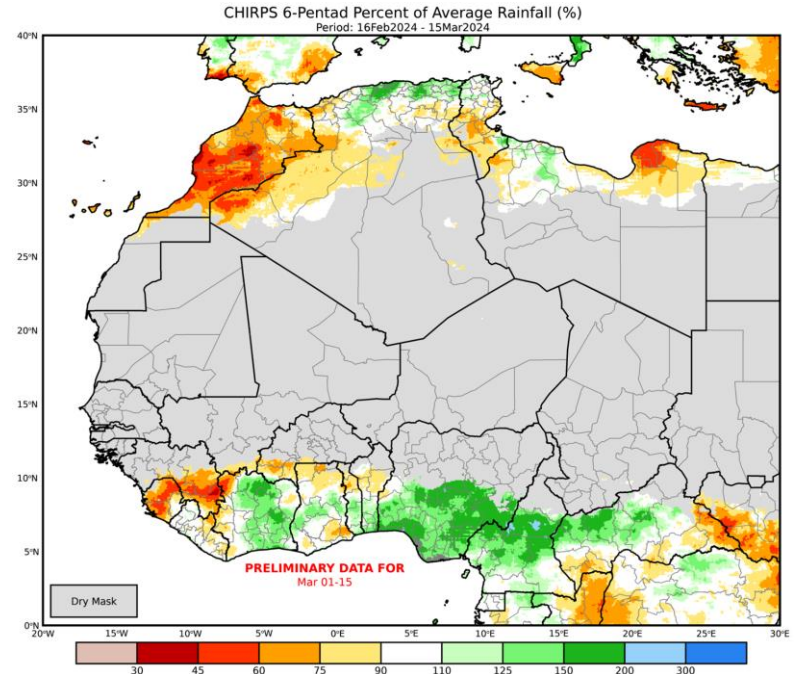 CHIRPS 6-Pentad Percent of Average Rainfall (%)
Period: 16Feb2024 - 15Mar2024
40°N
35°N
30°N
25°N
20°N
15°N
10°N
5°N
PRELIMINARY DATA FOR
Mar 01-15
Dry Mask
0°N
20°W 15°W 10°W 5°W 0°E 5°E 10°E 15°E 20°E 25°E 30°E
30 45 60 75 90 110 125 150 200 300